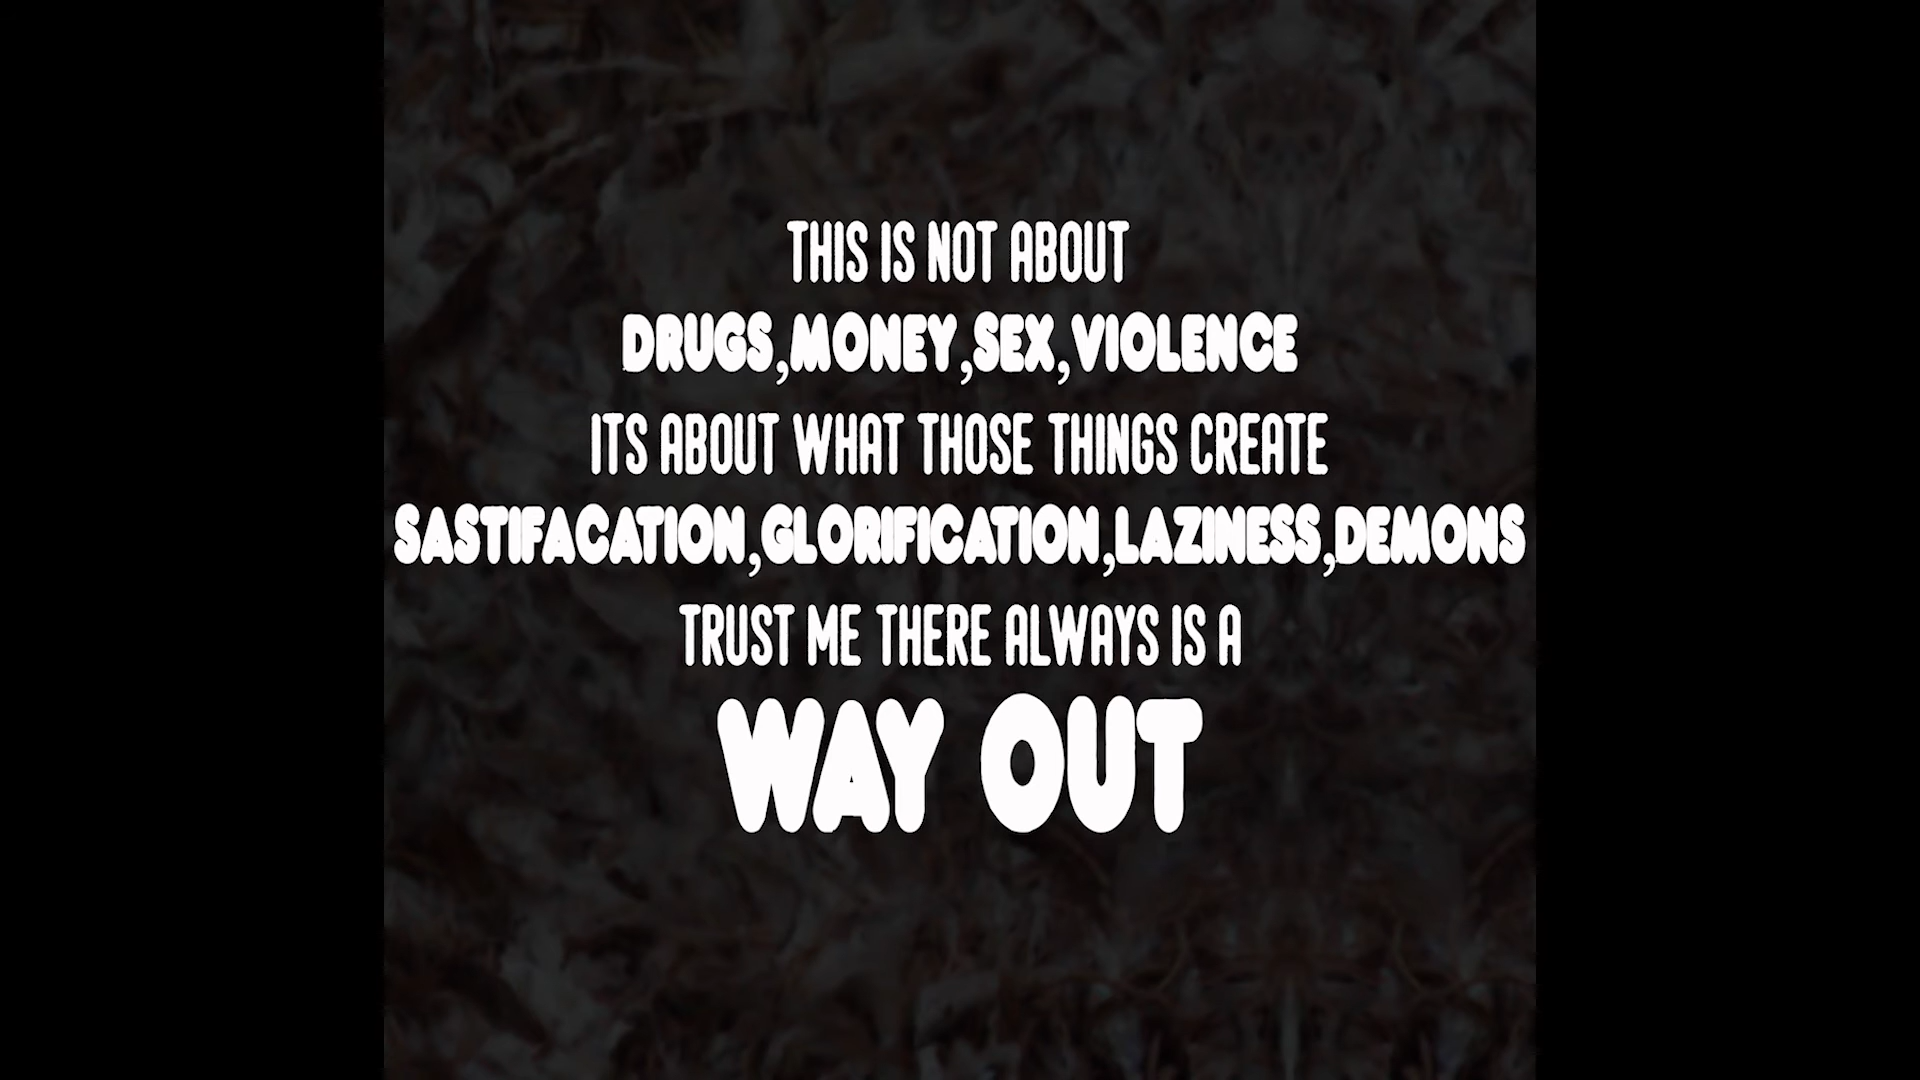 THIS IS NOT ABOUT
DRUGS,MONEY,SEX,VIOLENCE
ITS ABOUT WHAT THOSE THINGS CREATE
SASTIFACATION,GLORIFICATION,LAZINESS,DEMONS
TRUST ME THERE ALWAYS IS A
WAY OUT